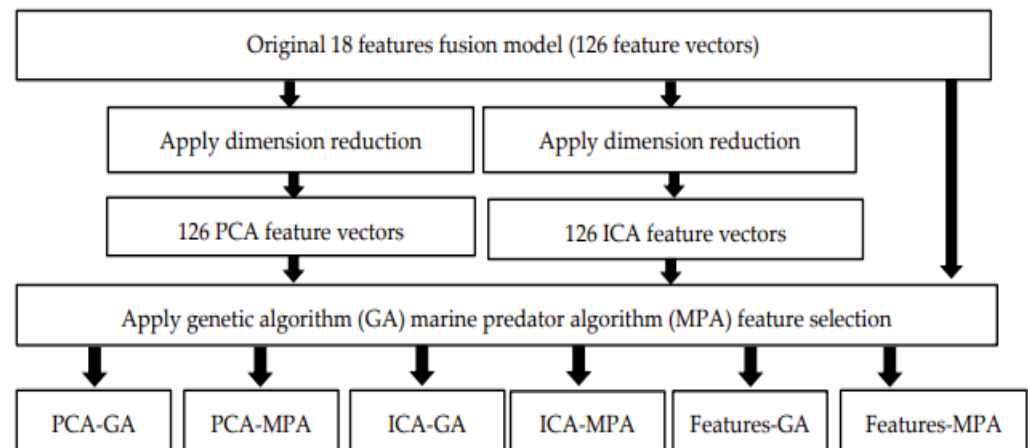 Original 18 features fusion model (126 feature vectors)
Apply dimension reduction
Apply dimension reduction
126 PCA feature vectors
126 ICA feature vectors
Apply genetic algorithm (GA) marine predator algorithm (MPA) feature selection
PCA-GA
PCA-MPA
ICA-GA
ICA-MPA
Features-GA
Features-MPA